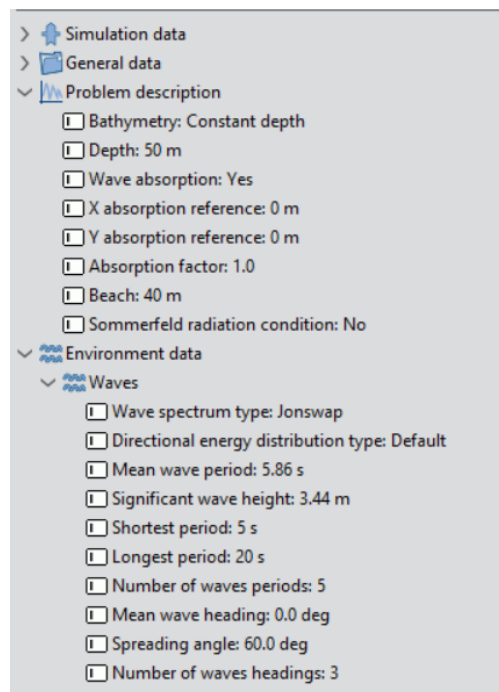 Simulation data
General data
Problem description
Bathymetry: Constant depth
Depth: 50 m
Wave absorption: Yes
X absorption reference: 0 m
Y absorption reference: 0 m
Absorption factor: 1.0
Beach: 40 m
Sommerfeld radiation condition: No
Environment data
Waves
Wave spectrum type: Jonswap
Directional energy distribution type: Default
Mean wave period: 5.86 s
Significant wave height: 3.44 m
Shortest period: 5 s
Longest period: 20 s
Number of waves periods: 5
Mean wave heading: 0.0 deg
Spreading angle: 60.0 deg
Number of waves headings: 3